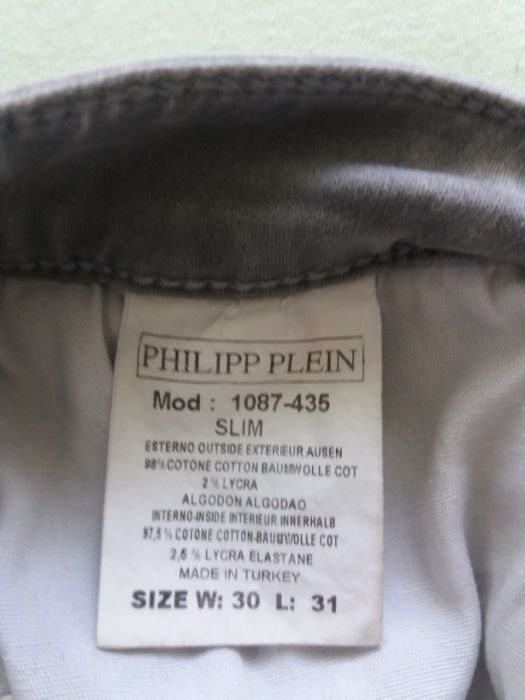 PHILIPP PLEIN
Mod : 1087-435
SLIM
ESTERNO OUTSIDE EXTERIEUR AUSEN
98% COTONE COTTON BAUMWOLLE COT
2 % LYCRA
ALGODON ALGODAO
INTERNO-INSIDE INTERIEUR INNERHALB
97,5 % COTONE COTTON-BAUMWOLLE COT
2,5 % LYCRA ELASTANE
MADE IN TURKEY
SIZE W: 30 L: 31